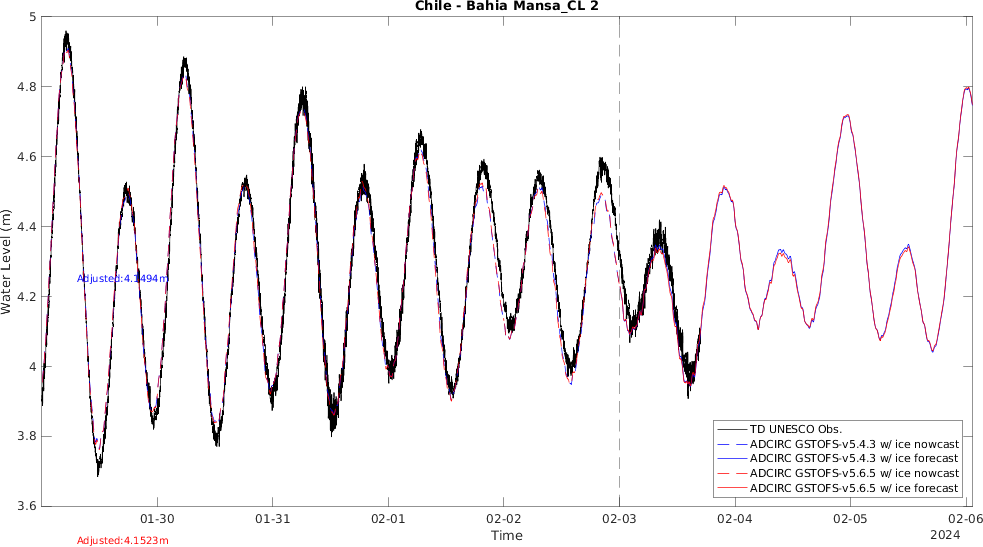 Chile - Bahia Mansa_CL 2
5
4.8
4.6
4.4
4.2
4
3.8
3.6
Water Level (m)
Adjusted:4.1494m
TD UNESCO Obs.
ADCIRC GSTOFS-v5.4.3 w/ ice nowcast
ADCIRC GSTOFS-v5.4.3 w/ ice forecast
ADCIRC GSTOFS-v5.6.5 w/ ice nowcast
ADCIRC GSTOFS-v5.6.5 w/ ice forecast
01-30
01-31
02-01
02-02
02-03
02-04
02-05
02-06
Time
2024
Adjusted:4.1523m